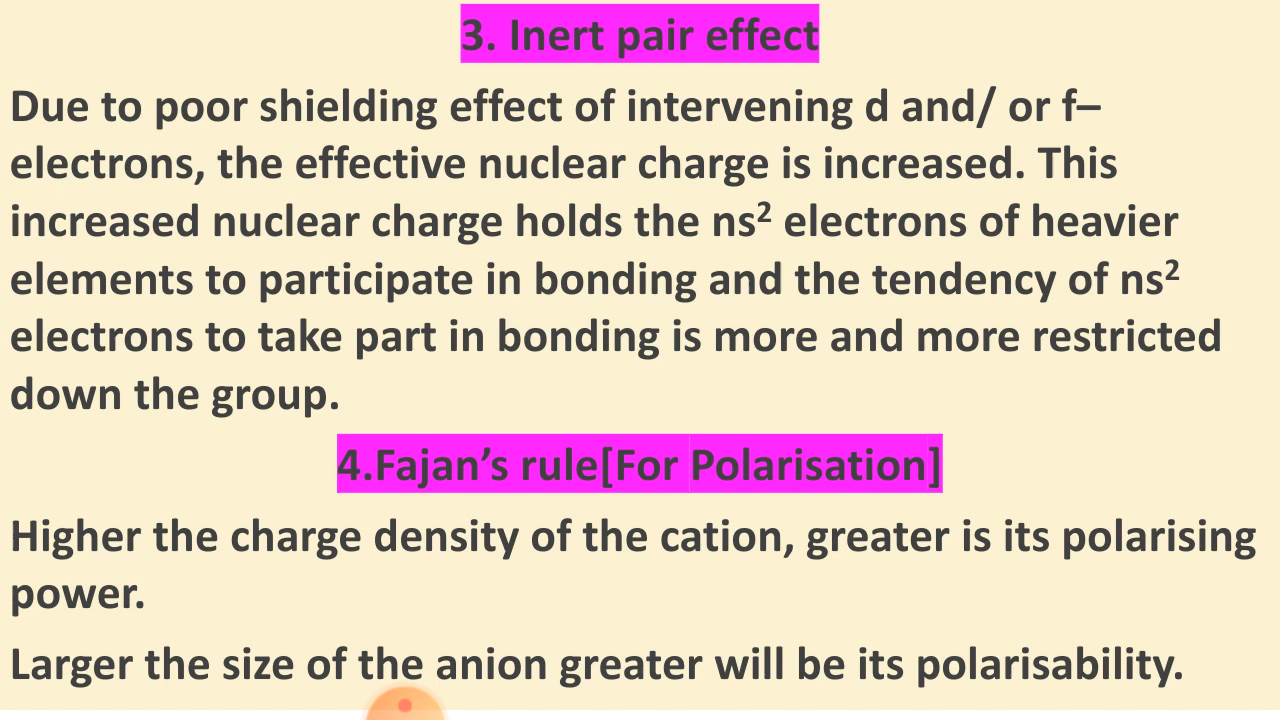 3. Inert pair effect
Due to poor shielding effect of intervening d and/ or f–
electrons, the effective nuclear charge is increased. This
increased nuclear charge holds the ns² electrons of heavier
elements to participate in bonding and the tendency of ns²
electrons to take part in bonding is more and more restricted
down the group.
4.Fajan’s rule[For Polarisation]
Higher the charge density of the cation, greater is its polarising
power.
Larger the size of the anion greater will be its polarisability.